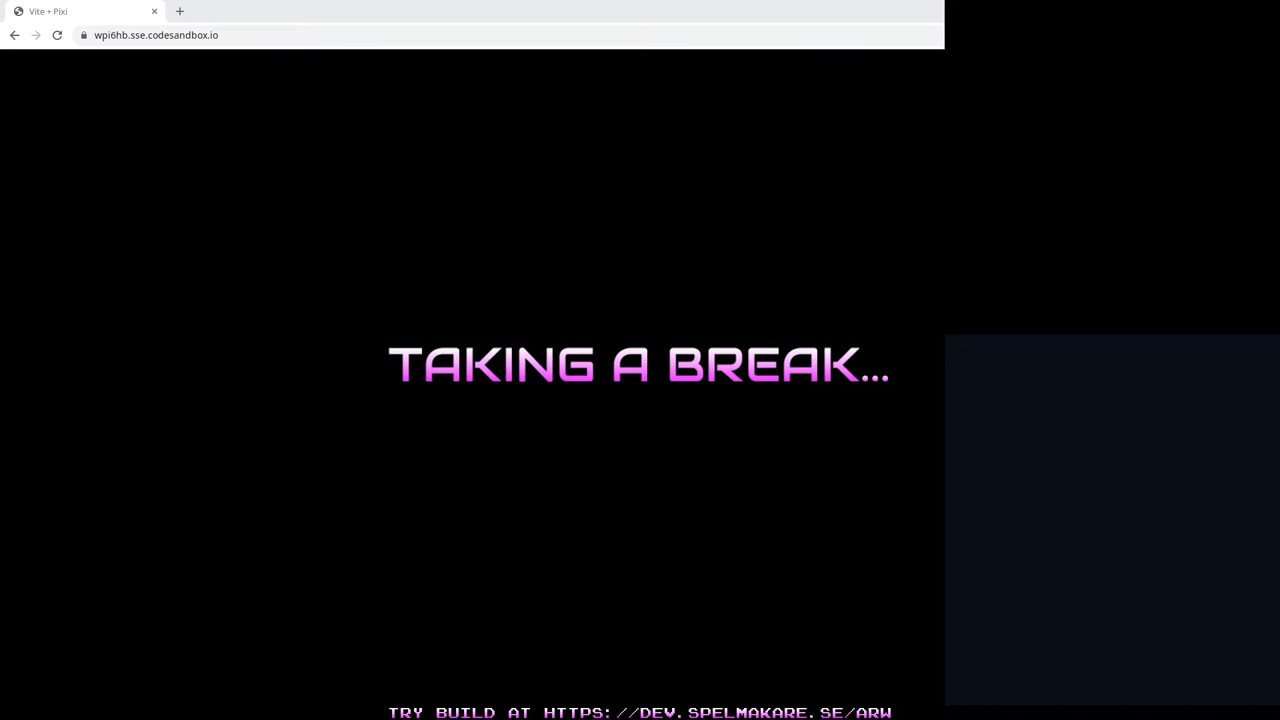 Vite + Pixi
wpi6hb.sse.codesandbox.io
TAKING A BREAK...
TRY BUILD AT HTTPS://DEV.SPELMAKARE.SE/ARW